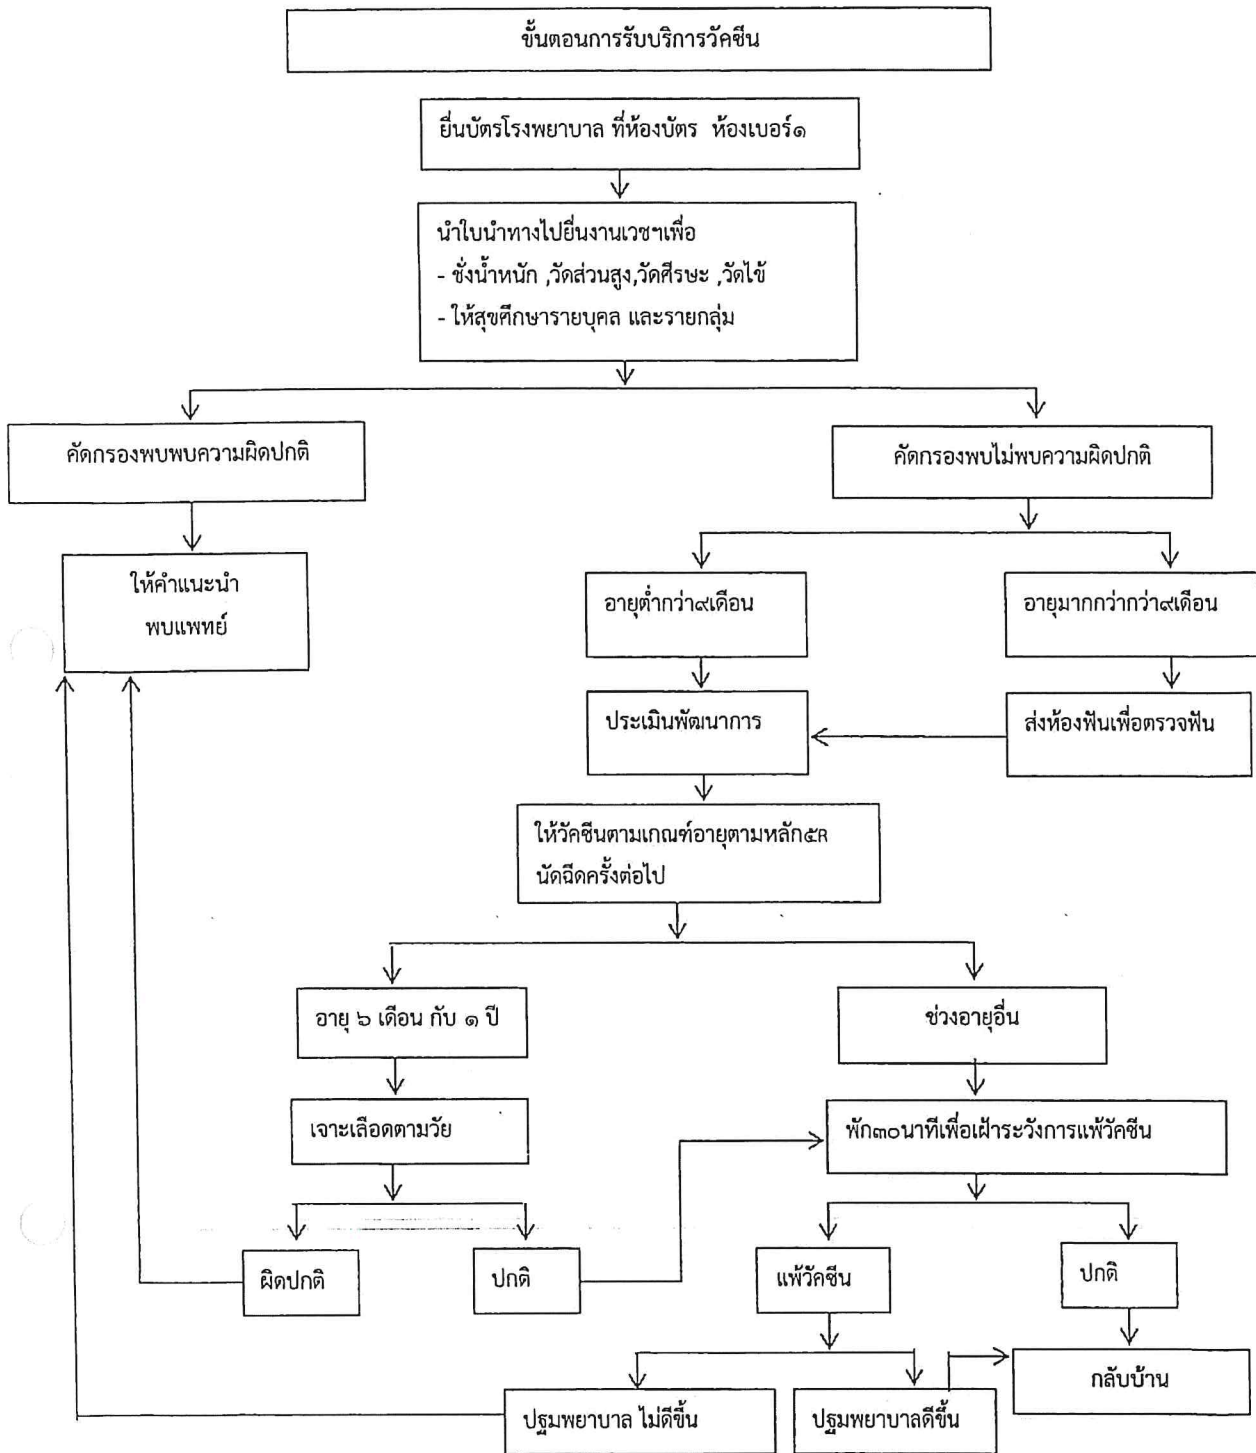 ขั้นตอนการรับบริการวัคซีน
ยื่นบัตรโรงพยาบาล ที่ห้องบัตร ห้องเบอร์๑
นำใบนำทางไปยื่นงานเวชฯเพื่อ
- ชั่งน้ำหนัก ,วัดส่วนสูง,วัดศีรษะ ,วัดไข้
- ให้สุขศึกษารายบุคล และรายกลุ่ม
คัดกรองพบพบความผิดปกติ
คัดกรองพบไม่พบความผิดปกติ
ให้คำแนะนำ
พบแพทย์
อายุต่ำกว่า๙เดือน
อายุมากกว่ากว่า๙เดือน
ประเมินพัฒนาการ
ส่งห้องฟันเพื่อตรวจฟัน
ให้วัคซีนตามเกณฑ์อายุตามหลัก๕R
นัดฉีดครั้งต่อไป
อายุ ๖ เดือน กับ ๑ ปี
ช่วงอายุอื่น
เจาะเลือดตามวัย
พัก๓๐นาทีเพื่อเฝ้าระวังการแพ้วัคซีน
ผิดปกติ
ปกติ
แพ้วัคซีน
ปกติ
กลับบ้าน
ปฐมพยาบาล ไม่ดีขึ้น
ปฐมพยาบาลดีขึ้น